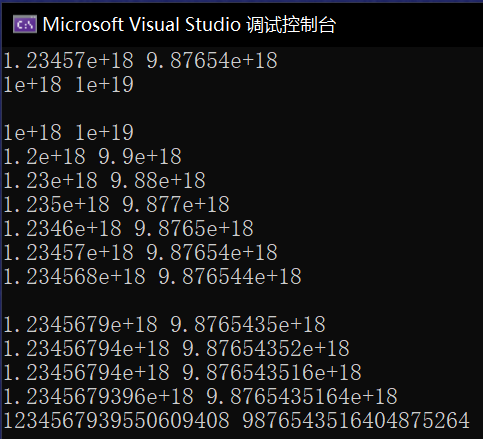 Microsoft Visual Studio 调试控制台
1.23457e+18 9.87654e+18
1e+18 1e+19
1e+18 1e+19
1.2e+18 9.9e+18
1.23e+18 9.88e+18
1.235e+18 9.877e+18
1.2346e+18 9.8765e+18
1.23457e+18 9.87654e+18
1.234568e+18 9.876544e+18
1.2345679e+18 9.8765435e+18
1.23456794e+18 9.87654352e+18
1.23456794e+18 9.876543516e+18
1.2345679396e+18 9.8765435164e+18
1234567939550609408 9876543516404875264